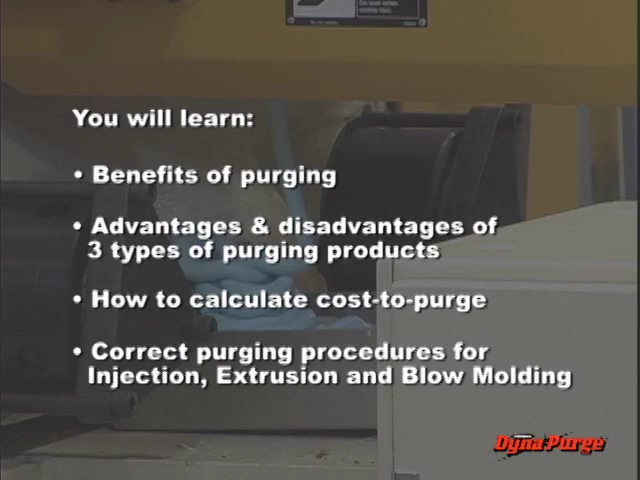 You will learn:
• Benefits of purging
• Advantages & disadvantages of
3 types of purging products
• How to calculate cost-to-purge
• Correct purging procedures for
Injection, Extrusion and Blow Molding
Dyna-Purge